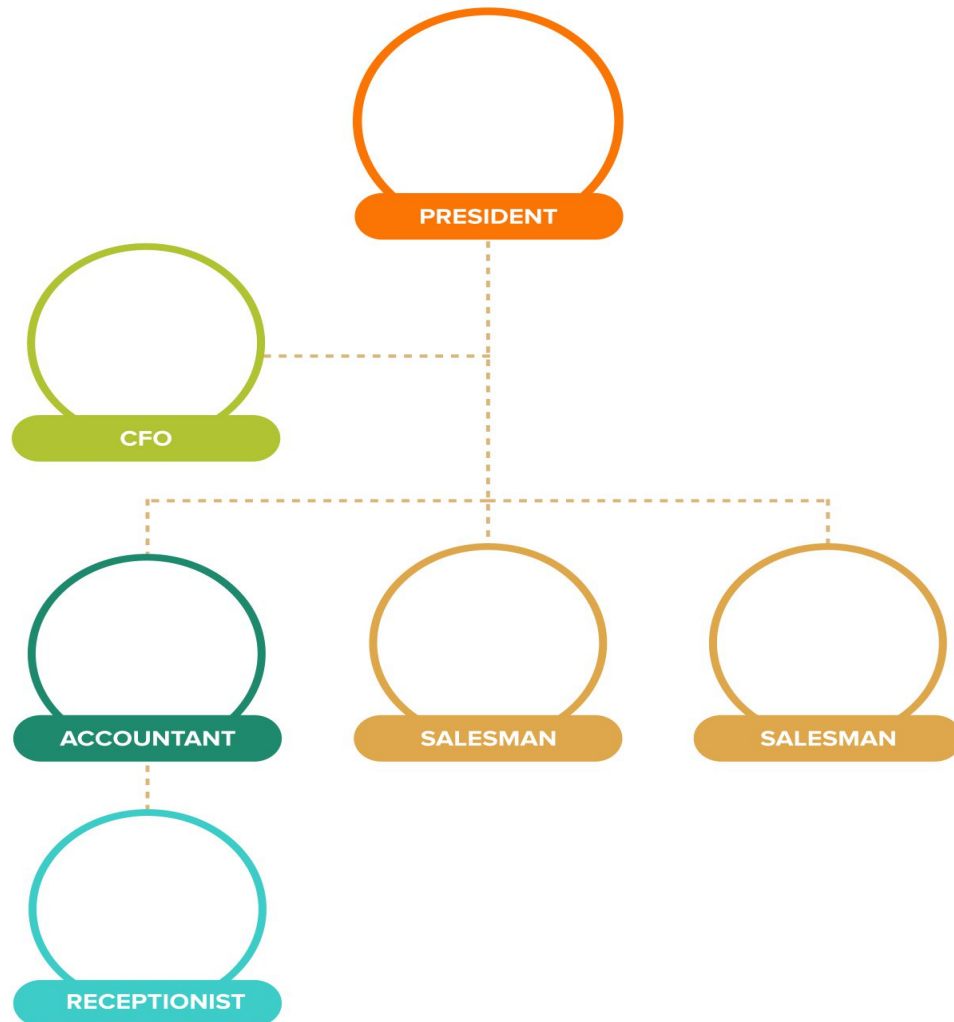 PRESIDENT
CFO
ACCOUNTANT
SALESMAN
SALESMAN
RECEPTIONIST